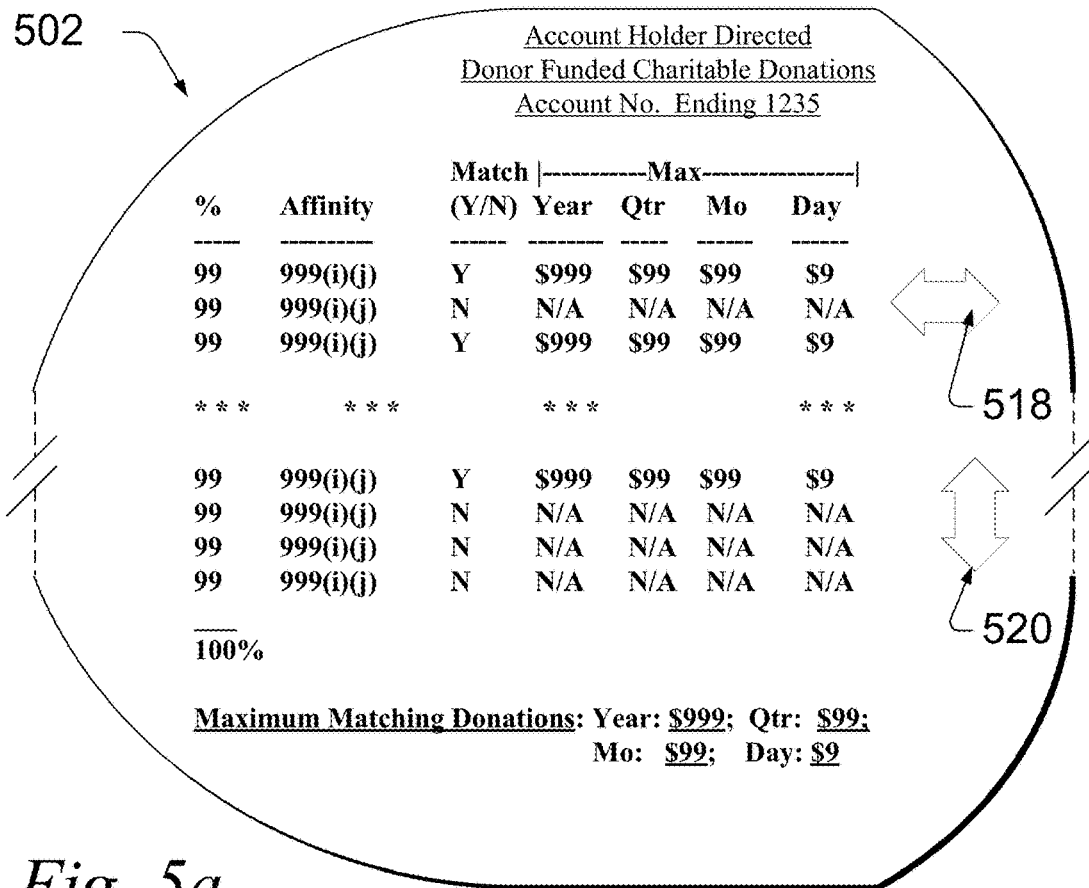 502
Account Holder Directed
Donor Funded Charitable Donations
Account No. Ending 1235
Match |-----------Max----------------|
% Affinity (Y/N) Year Qtr Mo Day
----- ---------- ------ -------- ----- ------ ------
99 999(i)(j) Y $999 $99 $99 $9
99 999(i)(j) N N/A N/A N/A N/A
99 999(i)(j) Y $999 $99 $99 $9
518
* * * * * * * * * * * *
99 999(i)(j) Y $999 $99 $99 $9
99 999(i)(j) N N/A N/A N/A N/A
99 999(i)(j) N N/A N/A N/A N/A
99 999(i)(j) N N/A N/A N/A N/A
520
100%
Maximum Matching Donations: Year: $999; Qtr: $99;
Mo: $99; Day: $9
Fig. 5a